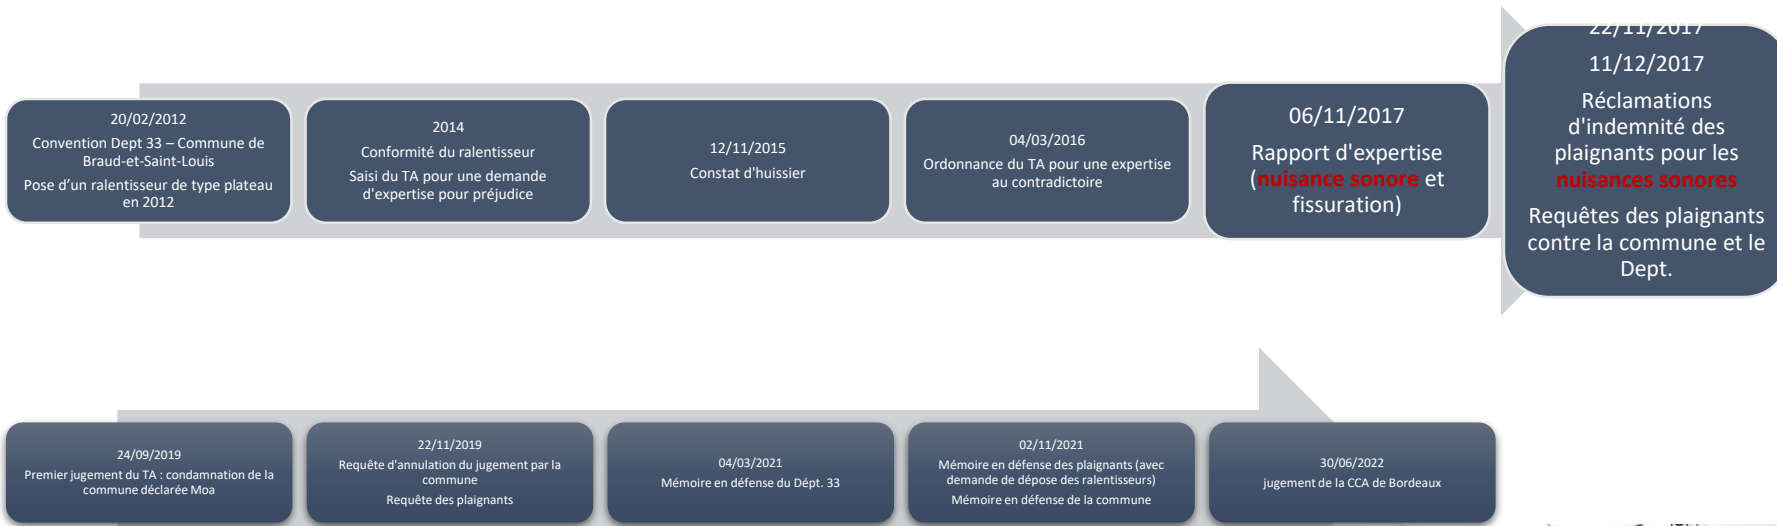 20/02/2012
Convention Dept 33 – Commune de
Braud-et-Saint-Louis
Pose d’un ralentisseur de type plateau
en 2012
2014
Conformité du ralentisseur
Saisi du TA pour une demande
d'expertise pour préjudice
12/11/2015
Constat d'huissier
04/03/2016
Ordonnance du TA pour une expertise
au contradictoire
06/11/2017
Rapport d'expertise
(nuisance sonore et
fissuration)
22/11/2017
11/12/2017
Réclamations
d'indemnité des
plaignants pour les
nuisances sonores
Requêtes des plaignants
contre la commune et le
Dept.
24/09/2019
Premier jugement du TA : condamnation de la
commune déclarée Moa
22/11/2019
Requête d'annulation du jugement par la
commune
Requête des plaignants
04/03/2021
Mémoire en défense du Dépt. 33
02/11/2021
Mémoire en défense des plaignants (avec
demande de dépose des ralentisseurs)
Mémoire en défense de la commune
30/06/2022
jugement de la CCA de Bordeaux